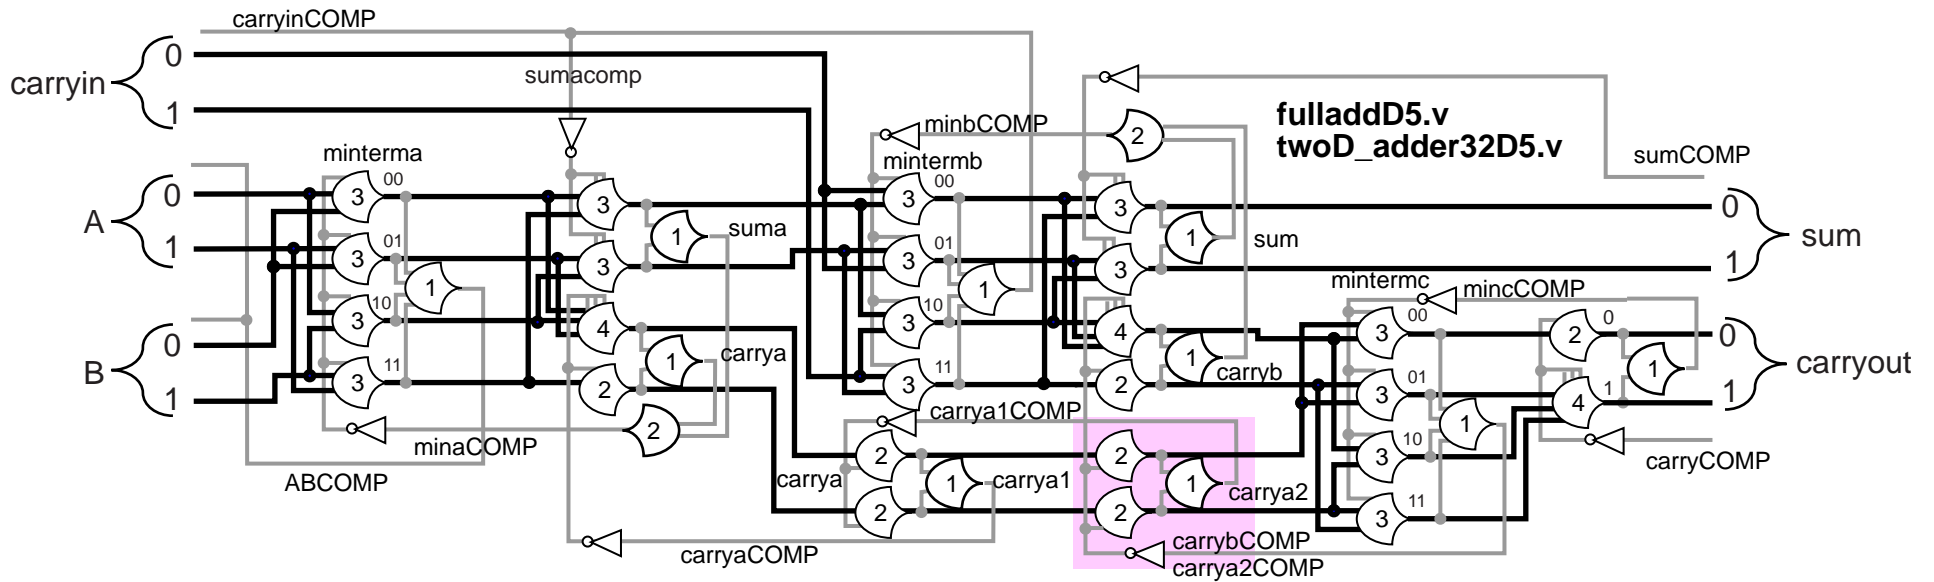 carryinCOMP
carryin
0
1
sumacomp
fulladdD5.v
twoD_adder32D5.v
minbCOMP
2
sumCOMP
minterma
mintermb
A
0
1
B
0
1
3
00
3
01
3
10
3
11
1
3
3
1
suma
4
2
1
carrya
2
minaCOMP
ABCOMP
3
00
3
01
3
10
3
11
1
3
3
1
sum
4
2
1
carryb
carrya1COMP
carrya
2
2
1
carrya1
carryaCOMP
2
2
1
carrya2
carrybCOMP
carrya2COMP
mintermc
mincCOMP
3
00
3
01
3
10
3
11
1
2
0
4
1
1
carryCOMP
0
1
sum
0
1
carryout